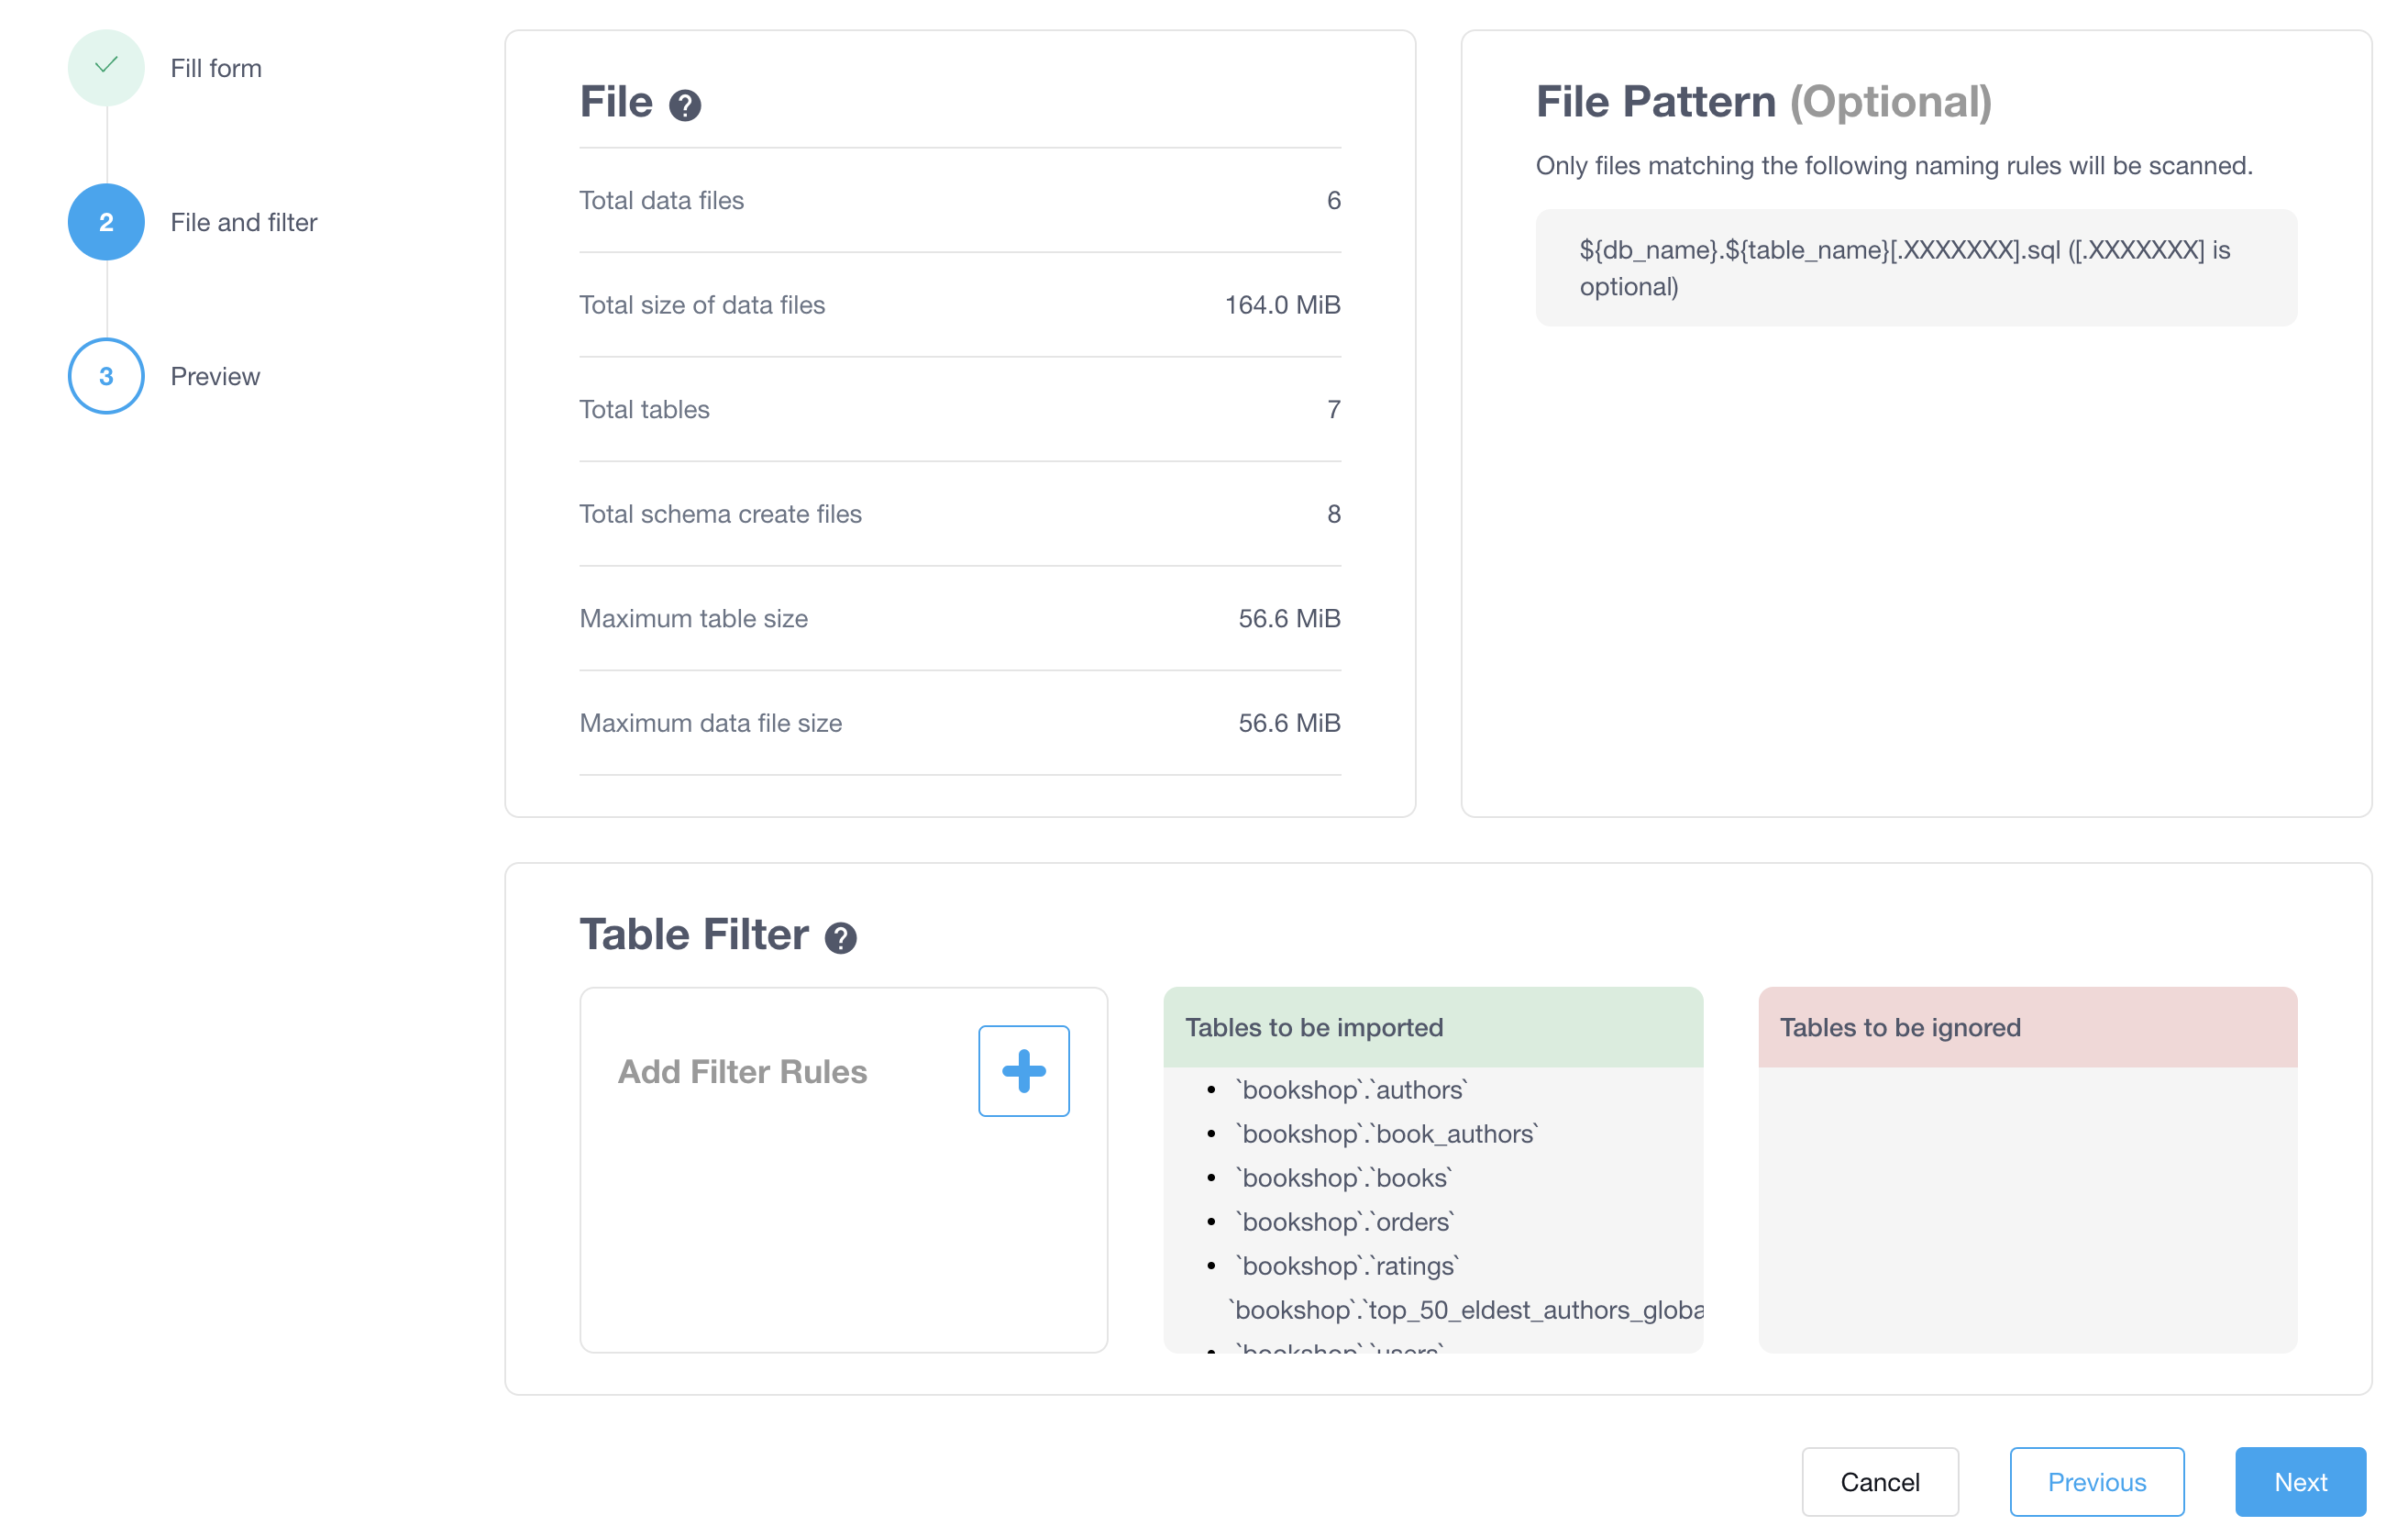 Fill form
2
File and filter
3
Preview
File ?
Total data files 6
Total size of data files 164.0 MiB
Total tables 7
Total schema create files 8
Maximum table size 56.6 MiB
Maximum data file size 56.6 MiB
File Pattern (Optional)
Only files matching the following naming rules will be scanned.
${db_name}.${table_name}[.XXXXXXX].sql ([.XXXXXXX] is
optional)
Table Filter ?
Add Filter Rules
Tables to be imported
`bookshop`.`authors`
`bookshop`.`book_authors`
`bookshop`.`books`
`bookshop`.`orders`
`bookshop`.`ratings`
`bookshop`.`top_50_eldest_authors_globa
`bookshop`.`users`
Tables to be ignored
Cancel
Previous
Next